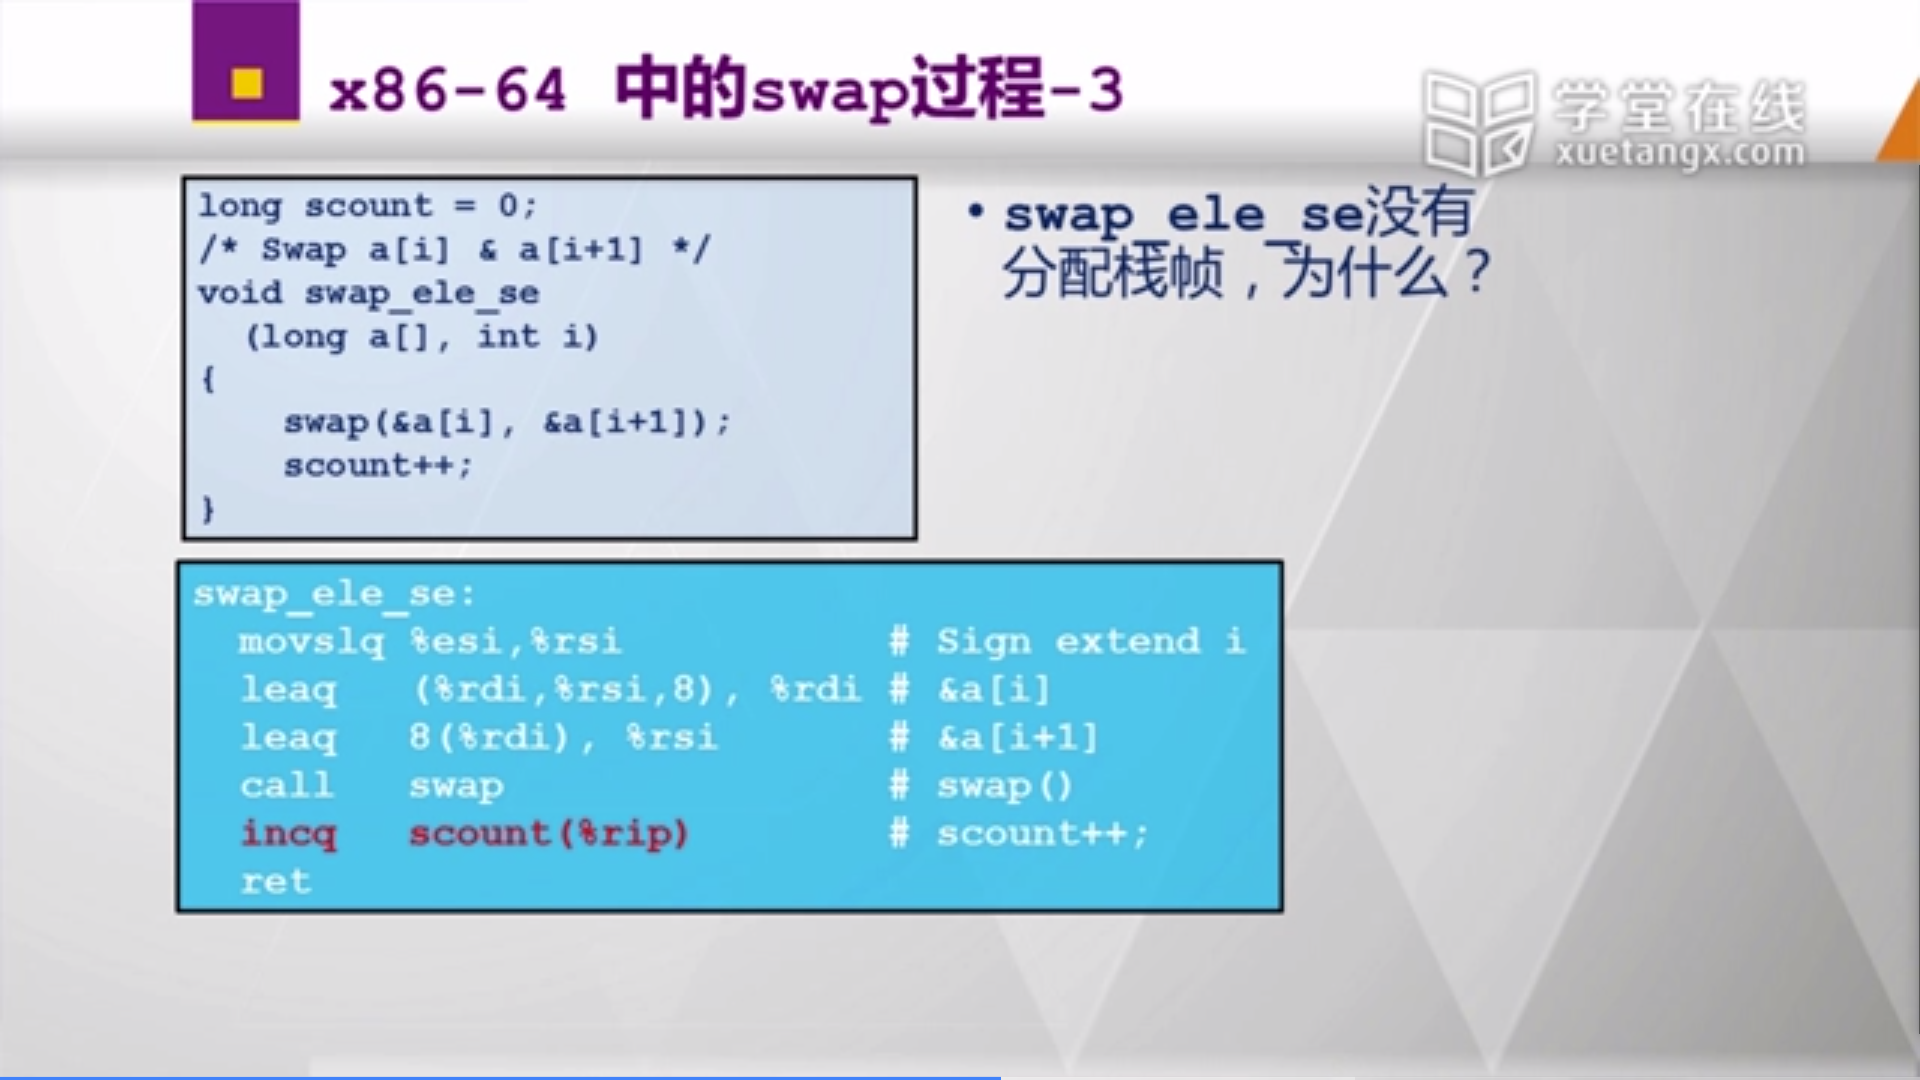 x86-64 中的swap过程-3
学堂在线
xuetangx.com
long scount = 0;
/* Swap a[i] & a[i+1] */
void swap_ele_se
  (long a[], int i)
{
    swap(&a[i], &a[i+1]);
    scount++;
}
• swap_ele_se没有
分配栈帧，为什么？
swap_ele_se:
  movslq %esi,%rsi # Sign extend i
  leaq (%rdi,%rsi,8), %rdi # &a[i]
  leaq 8(%rdi), %rsi # &a[i+1]
  call swap # swap()
  incq scount(%rip) # scount++;
  ret